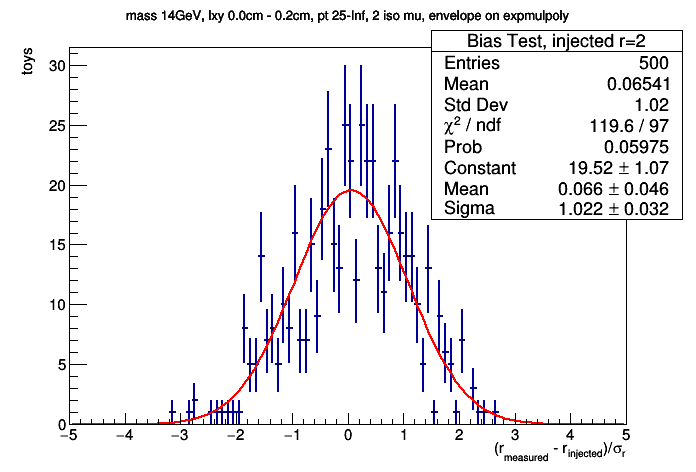 mass 14GeV, lxy 0.0cm - 0.2cm, pt 25-Inf, 2 iso mu, envelope on expmulpoly
Bias Test, injected r=2
Entries 500
Mean 0.06541
Std Dev 1.02
χ² / ndf 119.6 / 97
Prob 0.05975
Constant 19.52 ± 1.07
Mean 0.066 ± 0.046
Sigma 1.022 ± 0.032
toys
30
25
20
15
10
5
0
−5 −4 −3 −2 −1 0 1 2 3 4 5
(r_measured - r_injected)/σ_r